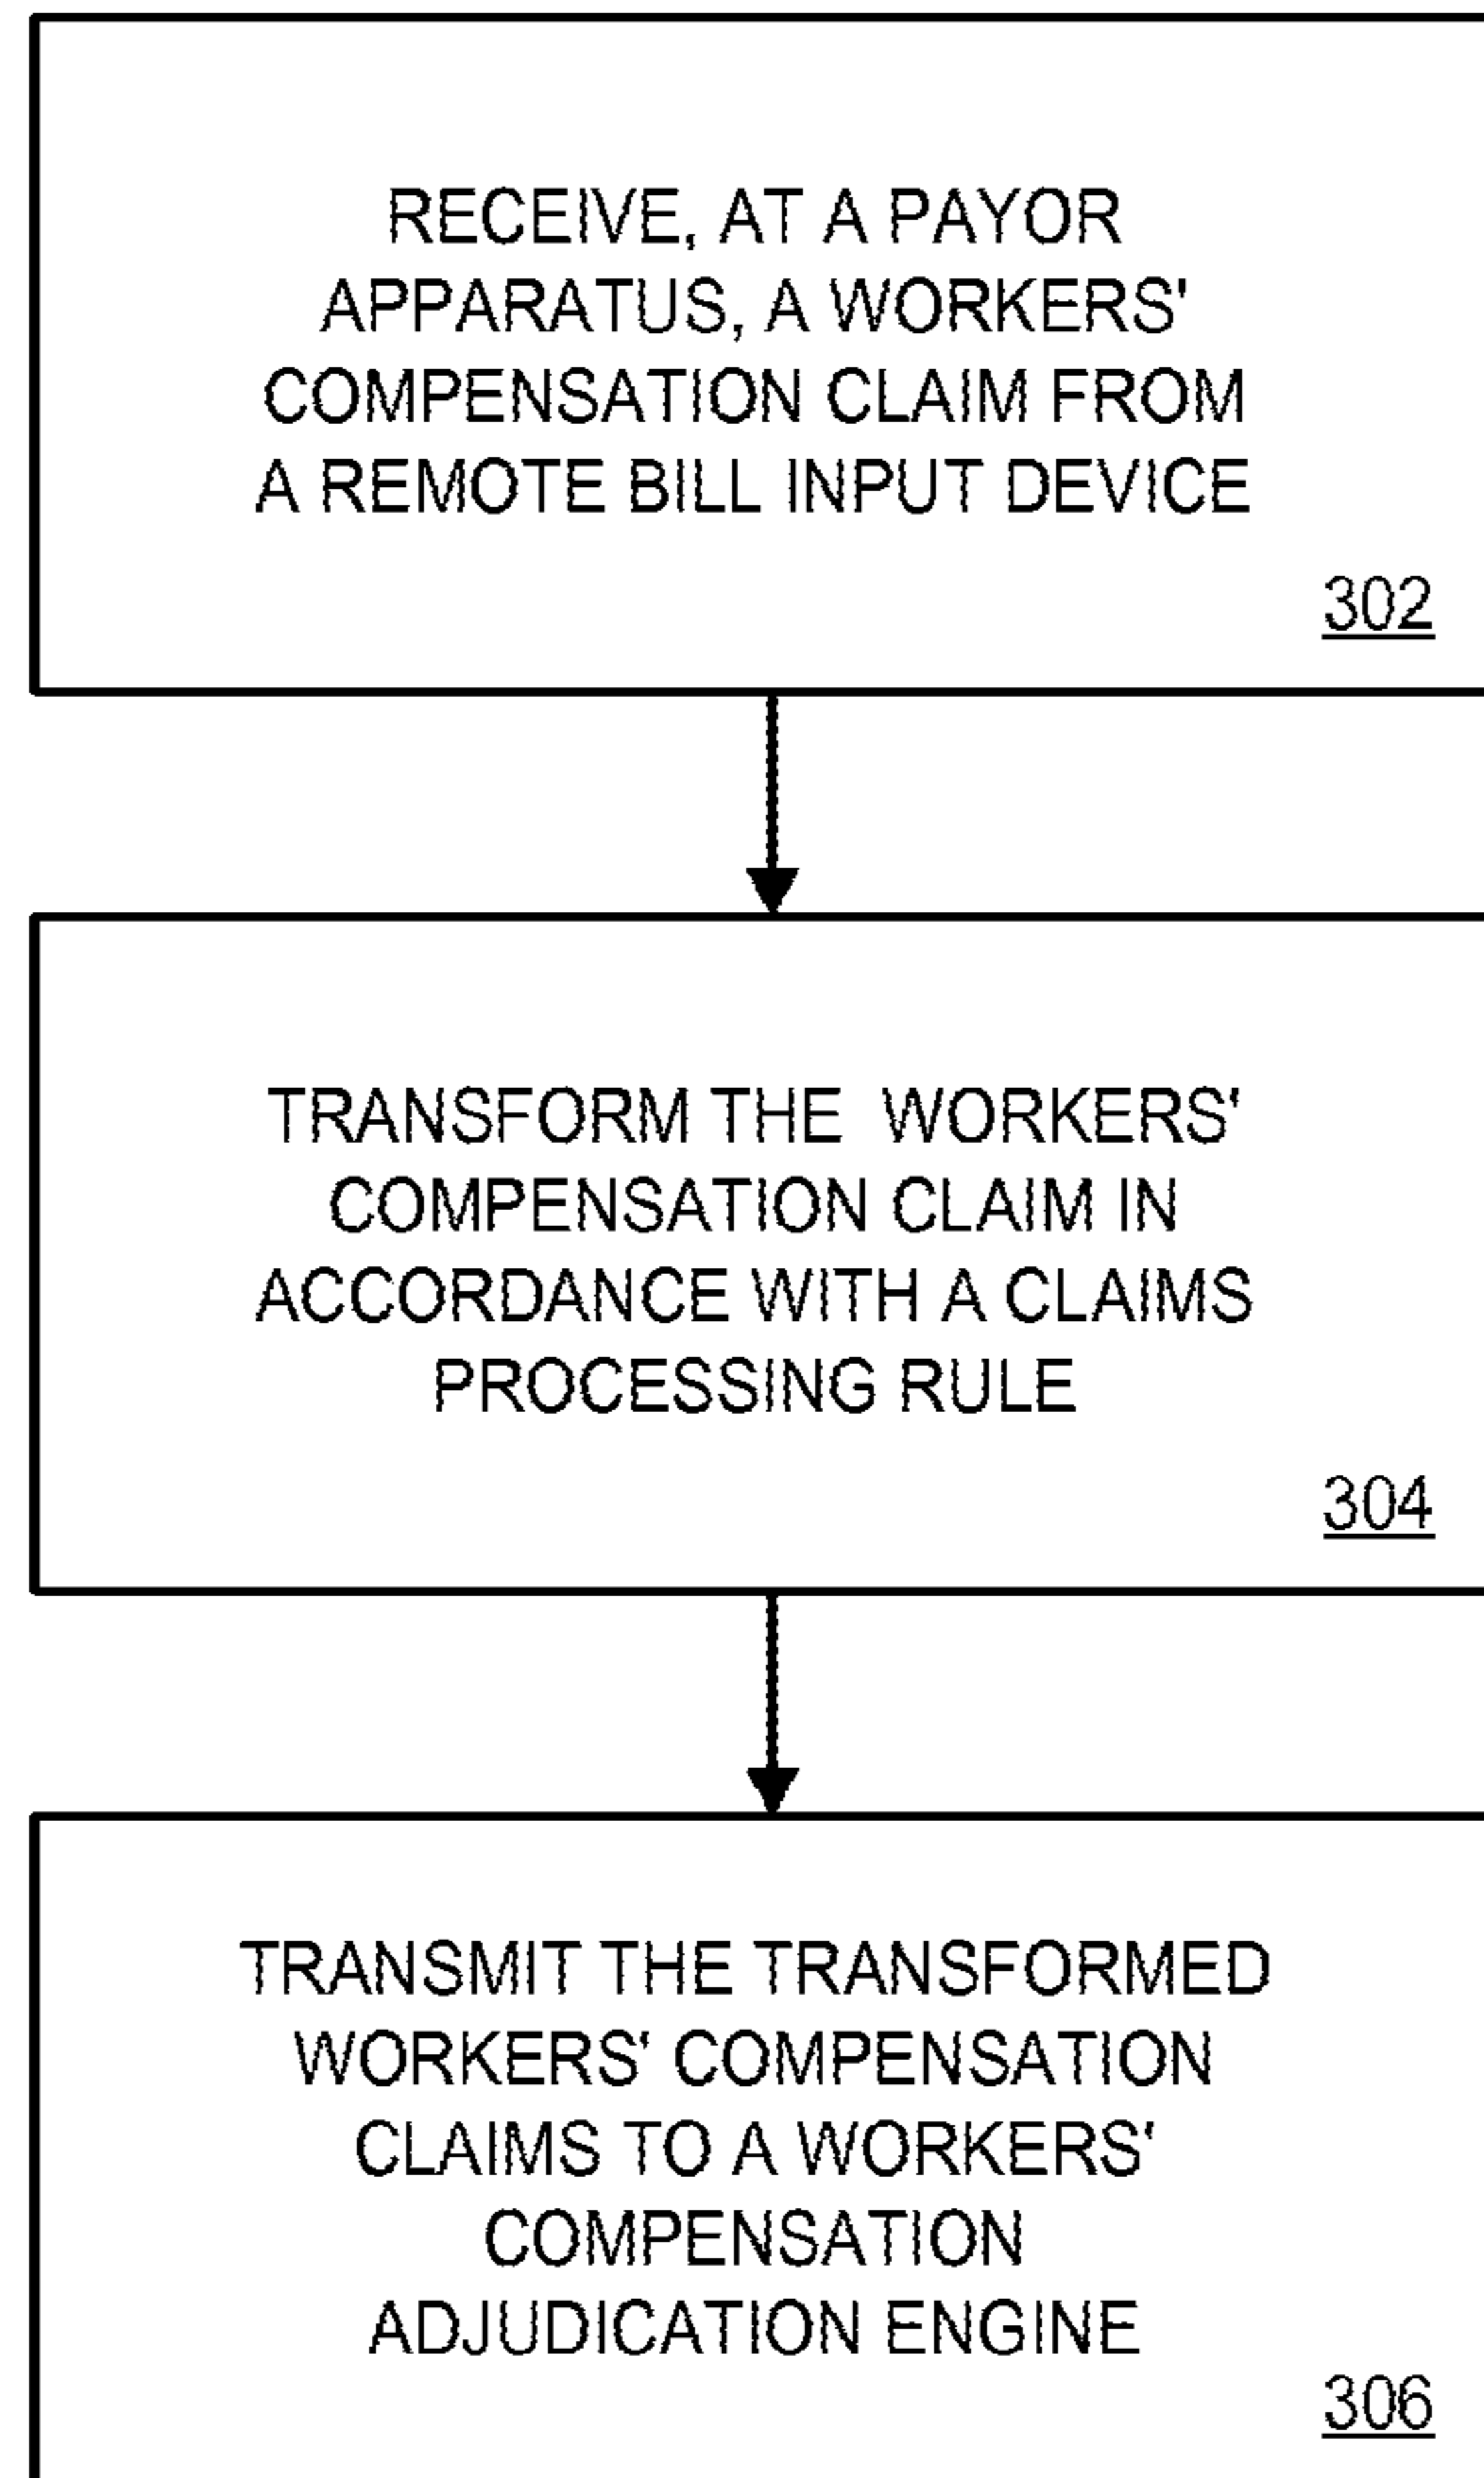 RECEIVE, AT A PAYOR
APPARATUS, A WORKERS'
COMPENSATION CLAIM FROM
A REMOTE BILL INPUT DEVICE
302
TRANSFORM THE WORKERS'
COMPENSATION CLAIM IN
ACCORDANCE WITH A CLAIMS
PROCESSING RULE
304
TRANSMIT THE TRANSFORMED
WORKERS' COMPENSATION
CLAIMS TO A WORKERS'
COMPENSATION
ADJUDICATION ENGINE
306